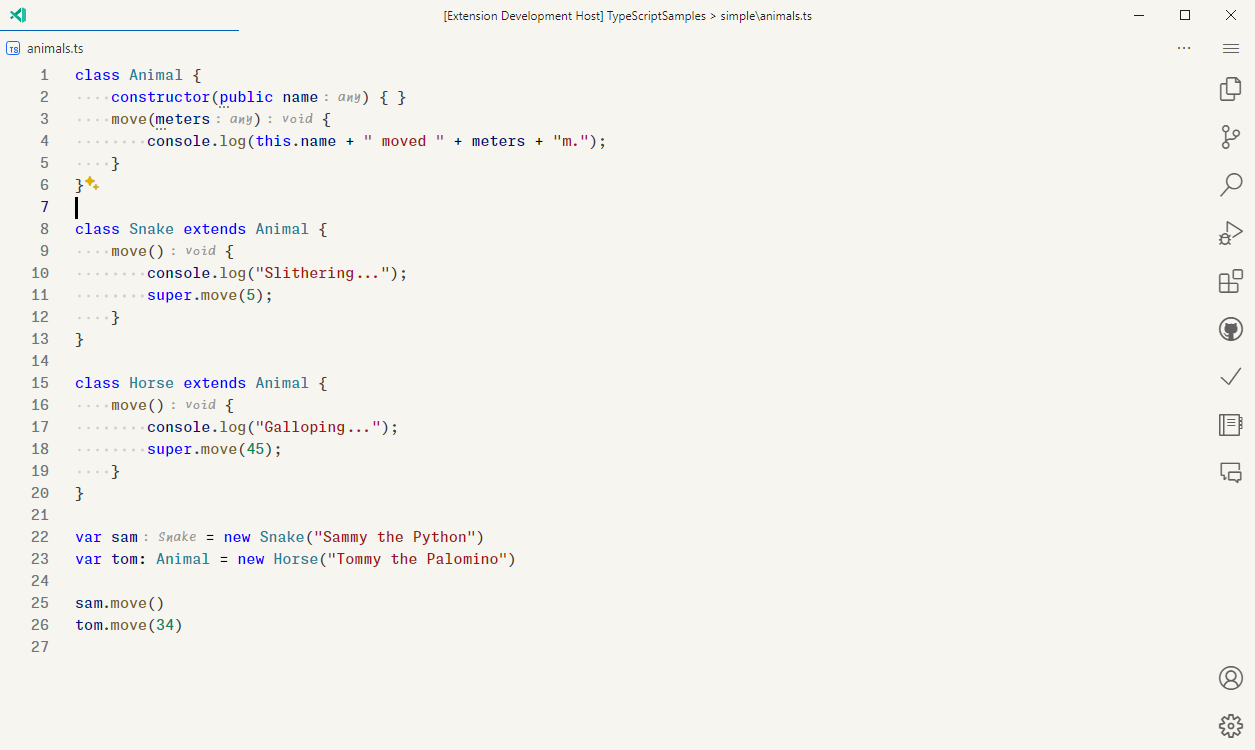 [Extension Development Host] TypeScriptSamples > simple\animals.ts
TS animals.ts
1 class Animal {
2 ····constructor(public name: any) { }
3 ····move(meters: any): void {
4 ········console.log(this.name + " moved " + meters + "m.");
5 ····}
6 }
7
8 class Snake extends Animal {
9 ····move(): void {
10 ········console.log("Slithering...");
11 ········super.move(5);
12 ····}
13 }
14
15 class Horse extends Animal {
16 ····move(): void {
17 ········console.log("Galloping...");
18 ········super.move(45);
19 ····}
20 }
21
22 var sam: Snake = new Snake("Sammy the Python")
23 var tom: Animal = new Horse("Tommy the Palomino")
24
25 sam.move()
26 tom.move(34)
27